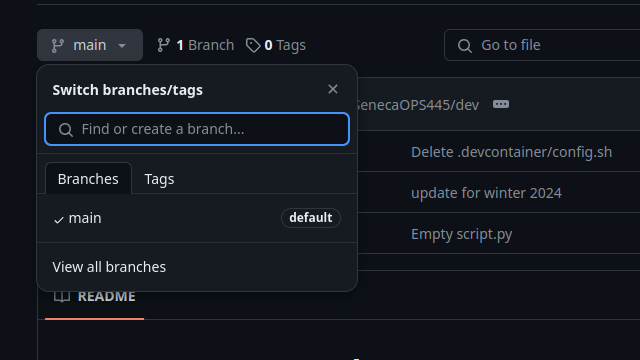 main
1 Branch
0 Tags
Go to file
Switch branches/tags
SenecaOPS445/dev
Find or create a branch...
Delete .devcontainer/config.sh
Branches
Tags
update for winter 2024
main
default
Empty script.py
View all branches
README